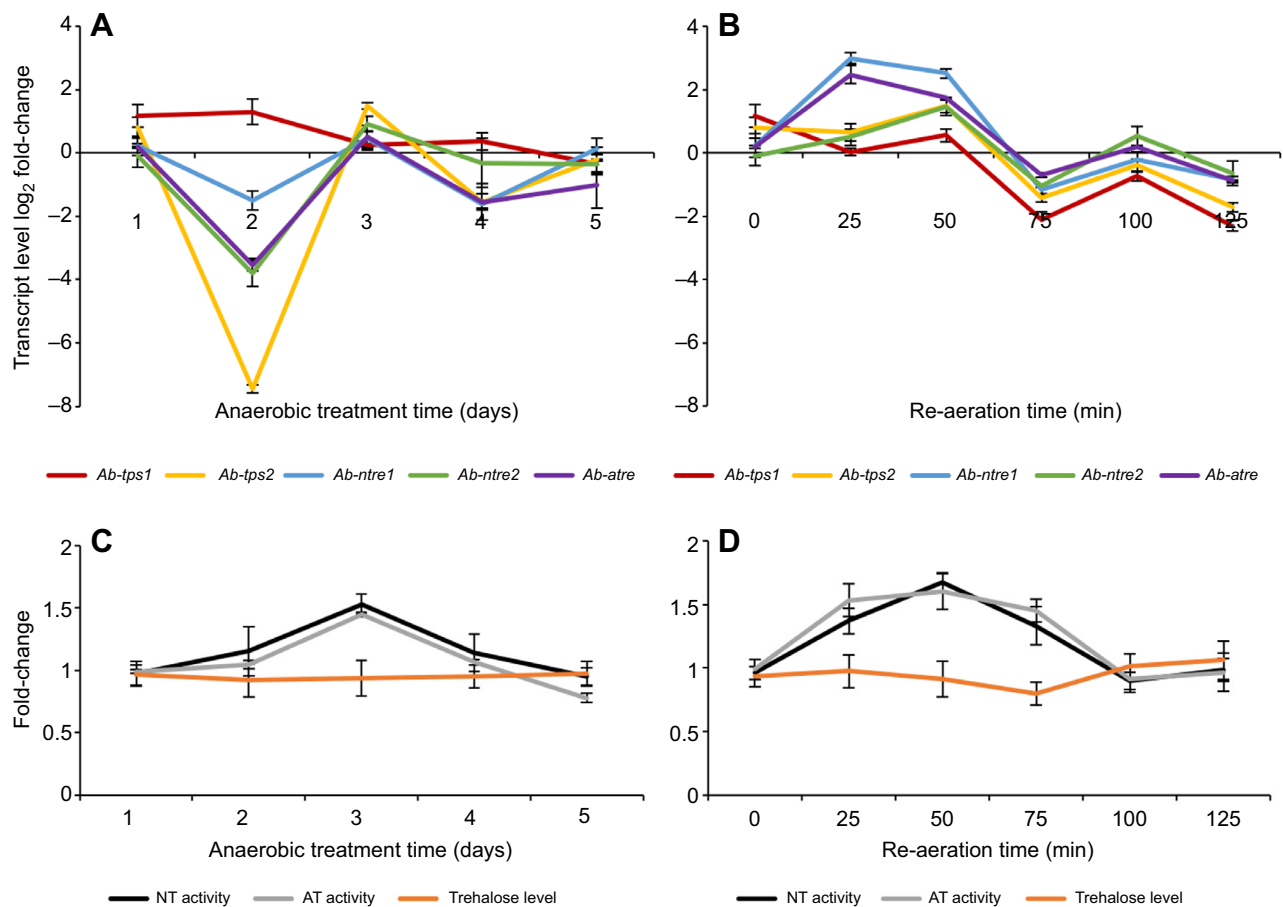 A
Transcript level log2 fold-change
4
2
0
–2
–4
–6
–8
1 2 3 4 5
Anaerobic treatment time (days)
Ab-tps1 Ab-tps2 Ab-ntre1 Ab-ntre2 Ab-atre
B
4
2
0
–2
–4
–6
–8
0 25 50 75 100 125
Re-aeration time (min)
Ab-tps1 Ab-tps2 Ab-ntre1 Ab-ntre2 Ab-atre
C
Fold-change
2
1.5
1
0.5
0
1 2 3 4 5
Anaerobic treatment time (days)
NT activity AT activity Trehalose level
D
2
1.5
1
0.5
0
0 25 50 75 100 125
Re-aeration time (min)
NT activity AT activity Trehalose level